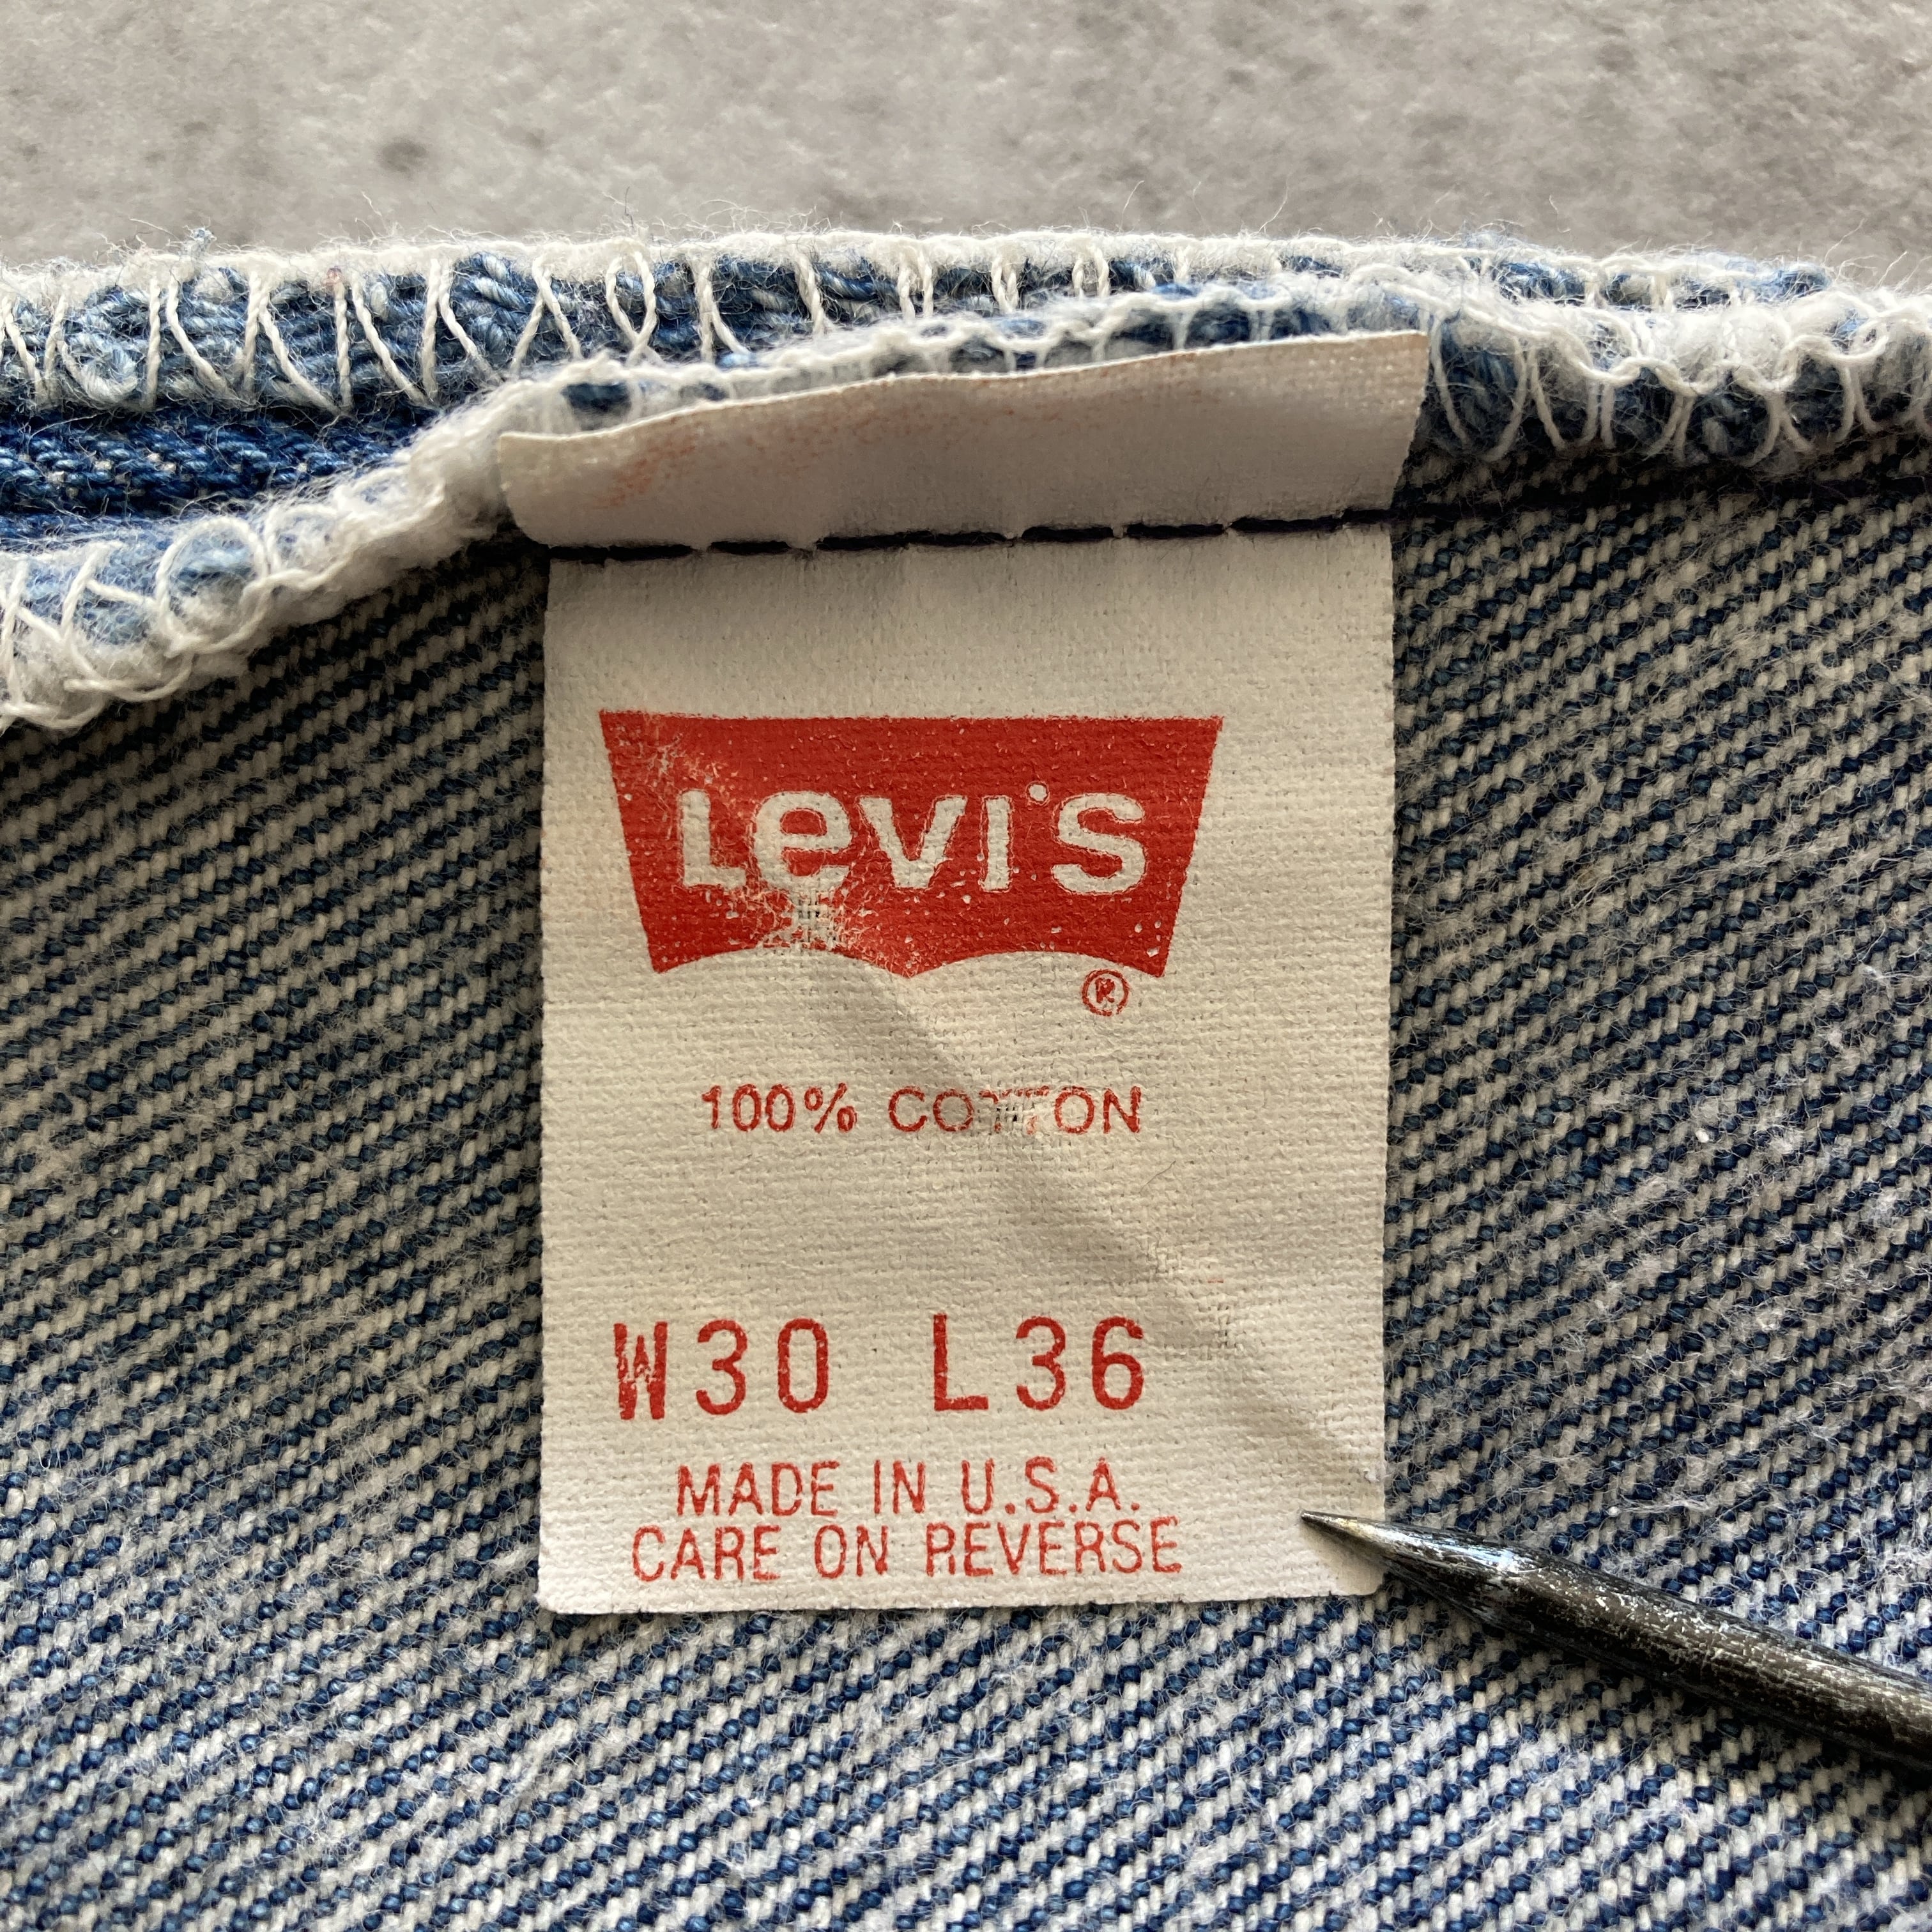 LEVI'S
®
100% COTTON
W30 L36
MADE IN U.S.A.
CARE ON REVERSE